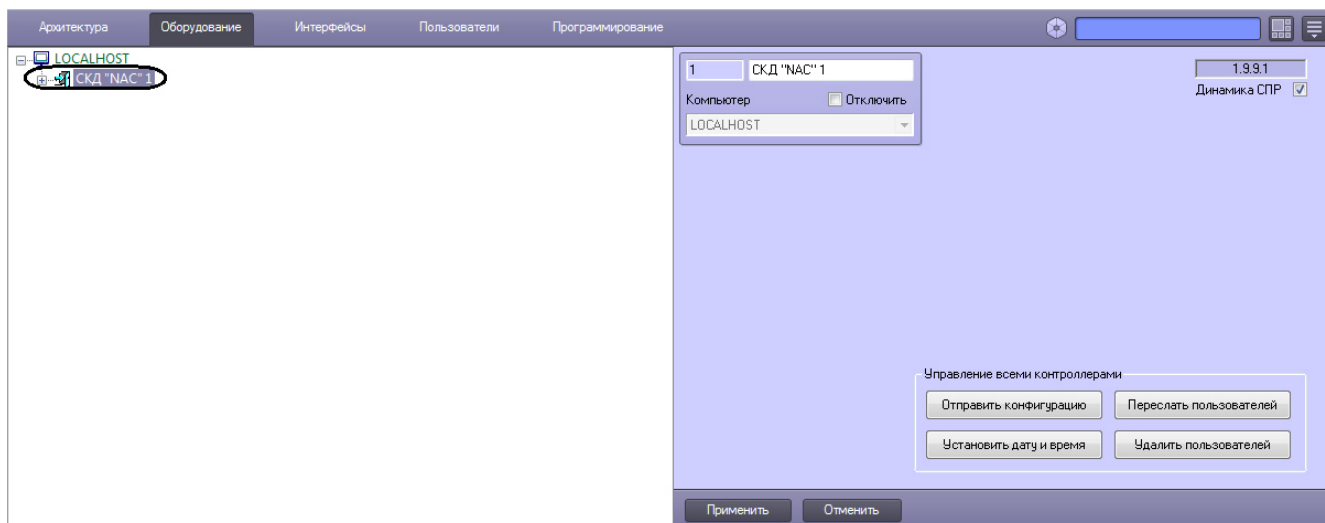 Архитектура Оборудование Интерфейсы Пользователи Программирование
LOCALHOST
СКД "NAC" 1
1 СКД "NAC" 1
1.9.9.1
Динамика СПР
Компьютер Отключить
LOCALHOST
Управление всеми контроллерами
Отправить конфигурацию Переслать пользователей
Установить дату и время Удалить пользователей
Применить Отменить